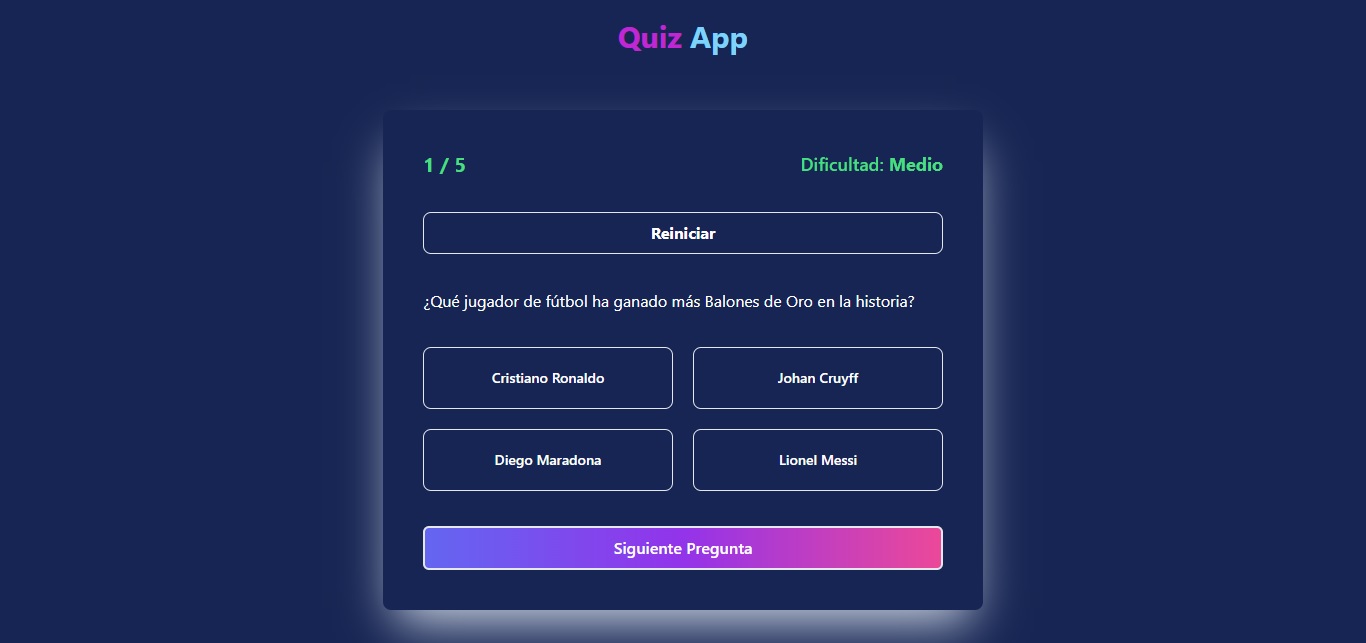 Quiz App
1 / 5
Dificultad: Medio
Reiniciar
¿Qué jugador de fútbol ha ganado más Balones de Oro en la historia?
Cristiano Ronaldo
Johan Cruyff
Diego Maradona
Lionel Messi
Siguiente Pregunta